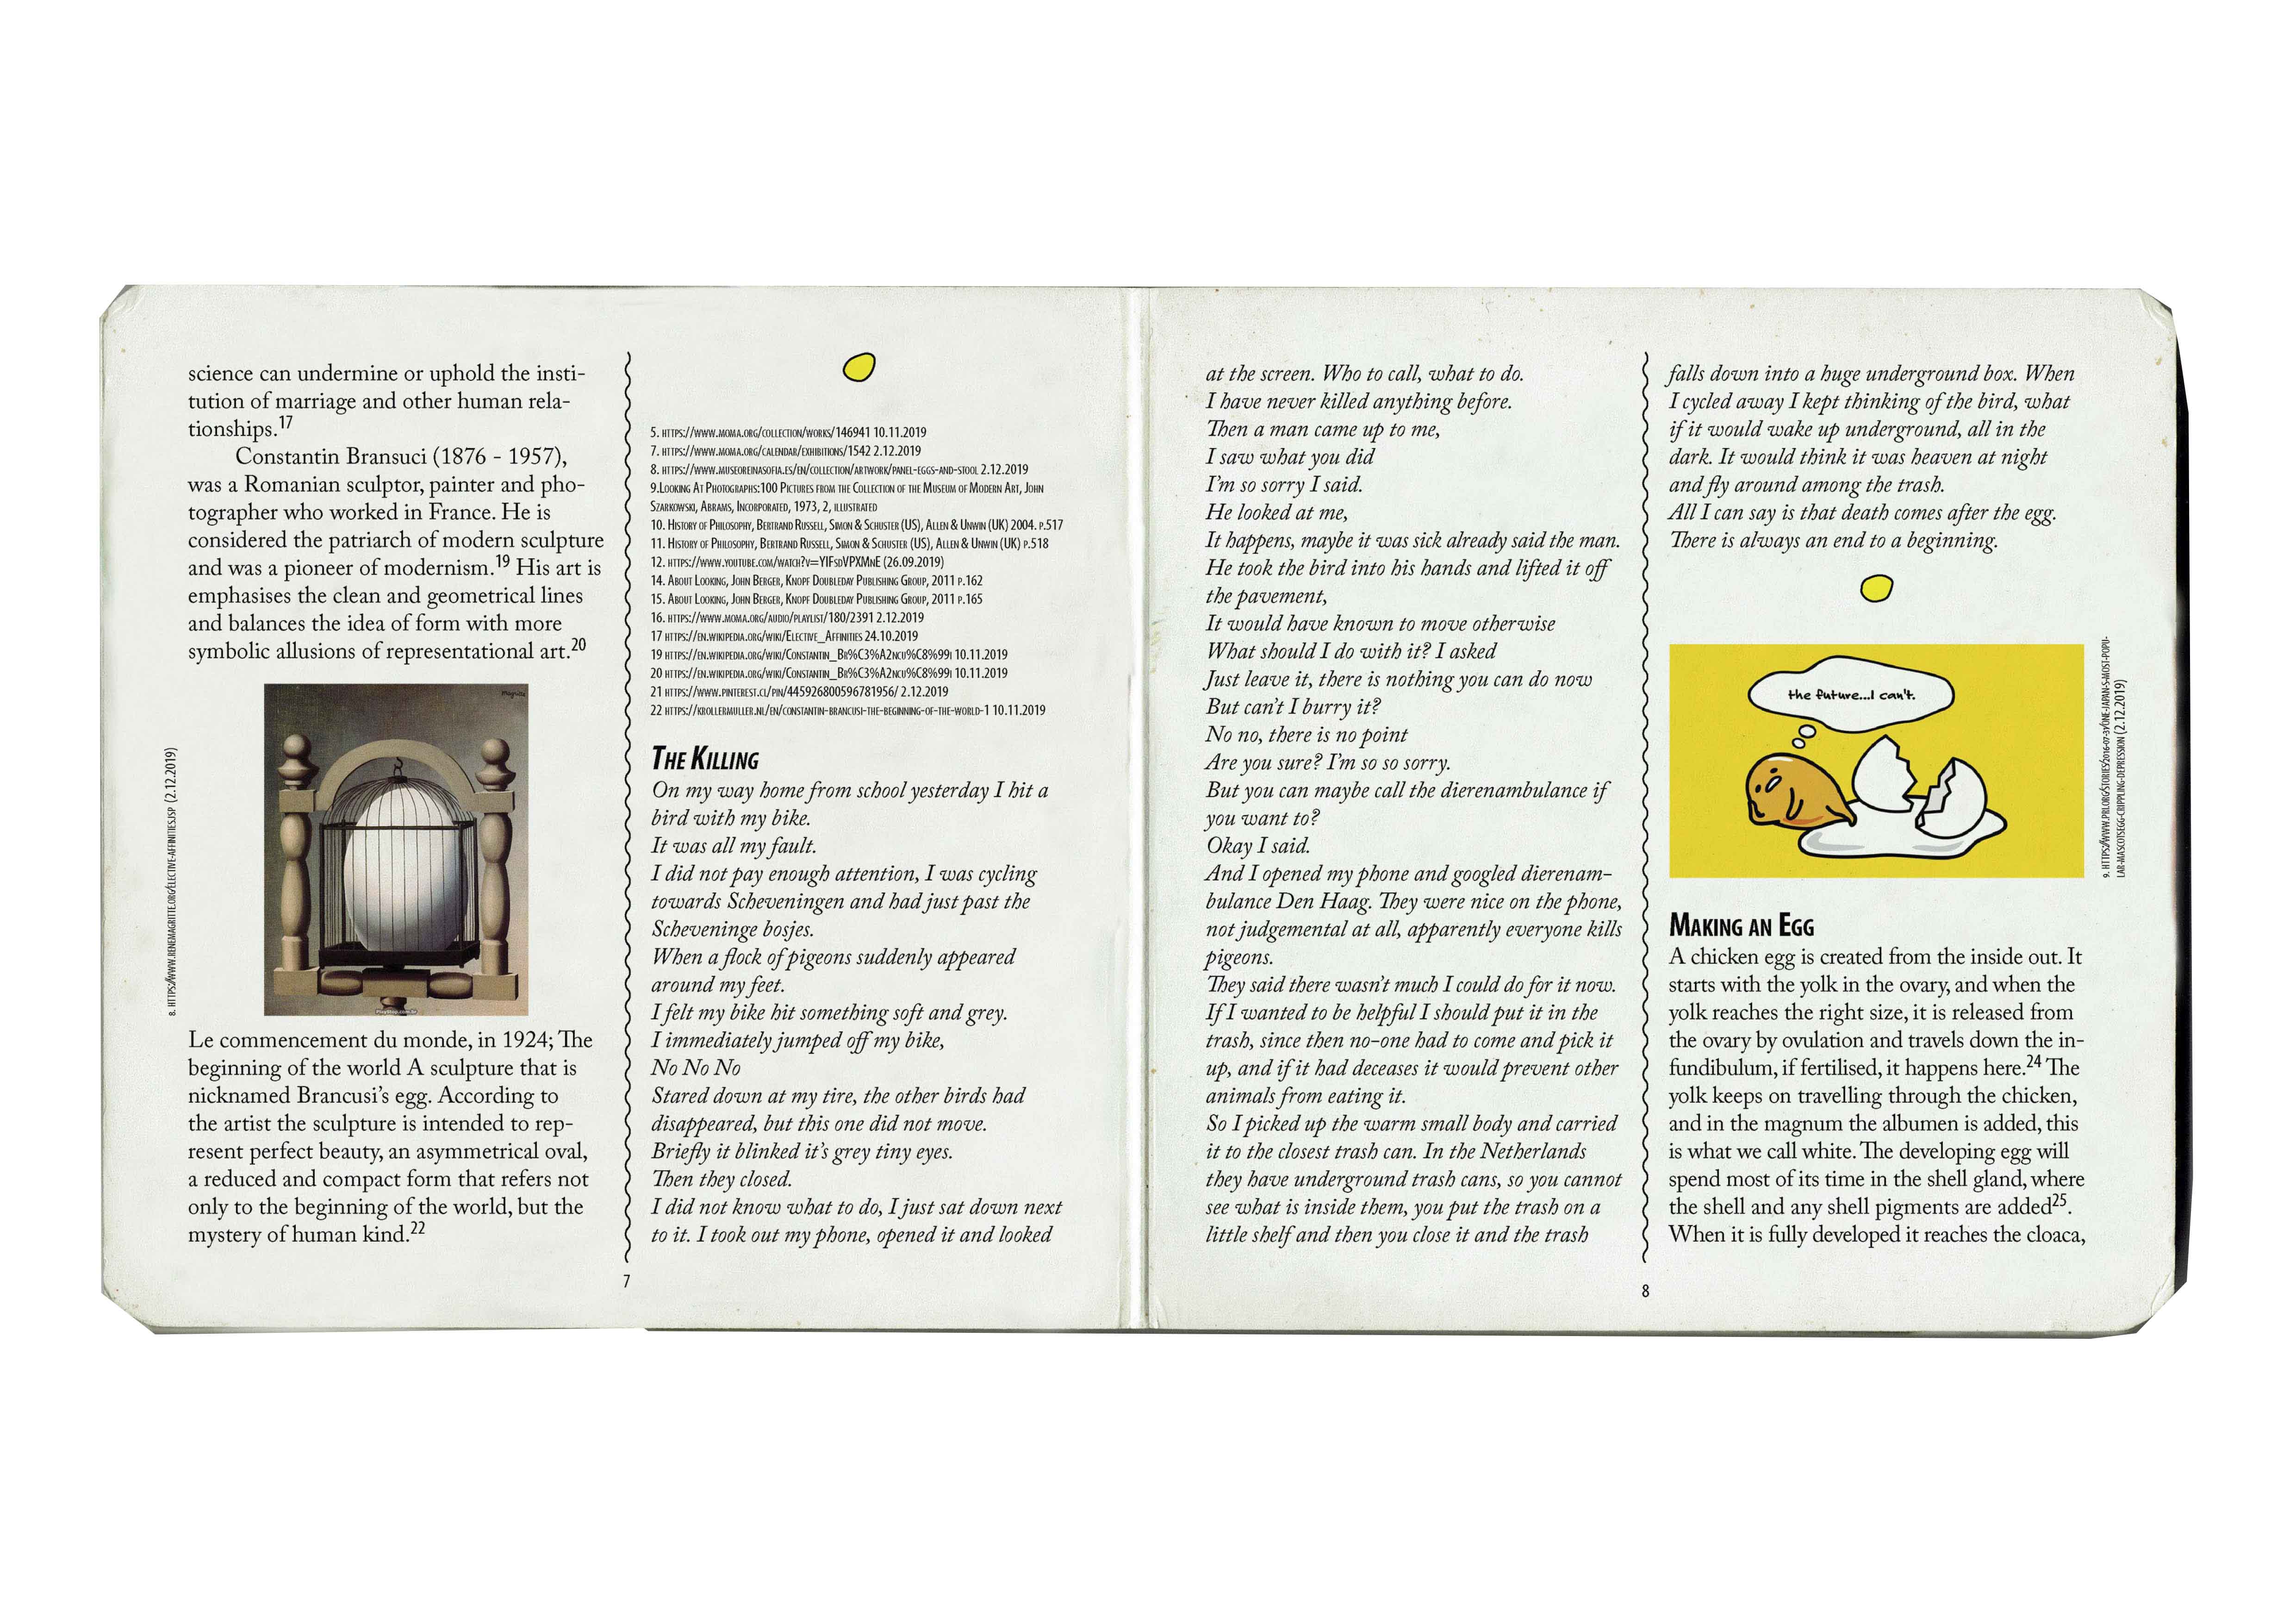 science can undermine or uphold the insti-
tution of marriage and other human rela-
tionships.17
Constantin Bransuci (1876 - 1957),
was a Romanian sculptor, painter and pho-
tographer who worked in France. He is
considered the patriarch of modern sculpture
and was a pioneer of modernism.19 His art is
emphasises the clean and geometrical lines
and balances the idea of form with more
symbolic allusions of representational art.20
Magritte
8. HTTPS://WWW.RENEMAGRITTE.ORG/ELECTIVE-AFFINITIES.JSP (2.12.2019)
Le commencement du monde, in 1924; The
beginning of the world A sculpture that is
nicknamed Brancusi's egg. According to
the artist the sculpture is intended to rep-
resent perfect beauty, an asymmetrical oval,
a reduced and compact form that refers not
only to the beginning of the world, but the
mystery of human kind.22
5. HTTPS://WWW.MOMA.ORG/COLLECTION/WORKS/146941 10.11.2019
7. HTTPS://WWW.MOMA.ORG/CALENDAR/EXHIBITIONS/1542 2.12.2019
8. HTTPS://WWW.MUSEOREINASOFIA.ES/EN/COLLECTION/ARTWORK/PANEL-EGGS-AND-STOOL 2.12.2019
9.LOOKING AT PHOTOGRAPHS:100 PICTURES FROM THE COLLECTION OF THE MUSEUM OF MODERN ART, JOHN
SZARKOWSKI, ABRAMS, INCORPORATED, 1973, 2, ILLUSTRATED
10. HISTORY OF PHILOSOPHY, BERTRAND RUSSELL, SIMON & SCHUSTER (US), ALLEN & UNWIN (UK) 2004. P.517
11. HISTORY OF PHILOSOPHY, BERTRAND RUSSELL, SIMON & SCHUSTER (US), ALLEN & UNWIN (UK) P.518
12. HTTPS://WWW.YOUTUBE.COM/WATCH?V=YIFSDVPXMNE (26.09.2019)
14. ABOUT LOOKING, JOHN BERGER, KNOPF DOUBLEDAY PUBLISHING GROUP, 2011 P.162
15. ABOUT LOOKING, JOHN BERGER, KNOPF DOUBLEDAY PUBLISHING GROUP, 2011 P.165
16. HTTPS://WWW.MOMA.ORG/AUDIO/PLAYLIST/180/2391 2.12.2019
17 HTTPS://EN.WIKIPEDIA.ORG/WIKI/ELECTIVE_AFFINITIES 24.10.2019
19 HTTPS://EN.WIKIPEDIA.ORG/WIKI/CONSTANTIN_BR%C3%A2NCU%C8%99I 10.11.2019
20 HTTPS://EN.WIKIPEDIA.ORG/WIKI/CONSTANTIN_BR%C3%A2NCU%C8%99I 10.11.2019
21 HTTPS://WWW.PINTEREST.CL/PIN/445926800596781956/ 2.12.2019
22 HTTPS://KROLLERMULLER.NL/EN/CONSTANTIN-BRANCUSI-THE-BEGINNING-OF-THE-WORLD-1 10.11.2019
THE KILLING
On my way home from school yesterday I hit a
bird with my bike.
It was all my fault.
I did not pay enough attention, I was cycling
towards Scheveningen and had just past the
Scheveninge bosjes.
When a flock of pigeons suddenly appeared
around my feet.
I felt my bike hit something soft and grey.
I immediately jumped off my bike,
No No No
Stared down at my tire, the other birds had
disappeared, but this one did not move.
Briefly it blinked it's grey tiny eyes.
Then they closed.
I did not know what to do, I just sat down next
to it. I took out my phone, opened it and looked
7
at the screen. Who to call, what to do.
I have never killed anything before.
Then a man came up to me,
I saw what you did
I'm so sorry I said.
He looked at me,
It happens, maybe it was sick already said the man.
He took the bird into his hands and lifted it off
the pavement,
It would have known to move otherwise
What should I do with it? I asked
Just leave it, there is nothing you can do now
But can't I burry it?
No no, there is no point
Are you sure? I'm so so sorry.
But you can maybe call the dierenambulance if
you want to?
Okay I said.
And I opened my phone and googled dierenam-
bulance Den Haag. They were nice on the phone,
not judgemental at all, apparently everyone kills
pigeons.
They said there wasn't much I could do for it now.
If I wanted to be helpful I should put it in the
trash, since then no-one had to come and pick it
up, and if it had deceases it would prevent other
animals from eating it.
So I picked up the warm small body and carried
it to the closest trash can. In the Netherlands
they have underground trash cans, so you cannot
see what is inside them, you put the trash on a
little shelf and then you close it and the trash
falls down into a huge underground box. When
I cycled away I kept thinking of the bird, what
if it would wake up underground, all in the
dark. It would think it was heaven at night
and fly around among the trash.
All I can say is that death comes after the egg.
There is always an end to a beginning.
the future...I can't.
9. HTTPS://WWW.PRI.ORG/STORIES/2016-07-31/ONE-JAPAN-S-MOST-POPU-
LAR-MASCOTSEGG-CRIPPLING-DEPRESSION (2.12.2019)
MAKING AN EGG
A chicken egg is created from the inside out. It
starts with the yolk in the ovary, and when the
yolk reaches the right size, it is released from
the ovary by ovulation and travels down the in-
fundibulum, if fertilised, it happens here.24 The
yolk keeps on travelling through the chicken,
and in the magnum the albumen is added, this
is what we call white. The developing egg will
spend most of its time in the shell gland, where
the shell and any shell pigments are added25.
When it is fully developed it reaches the cloaca,
8